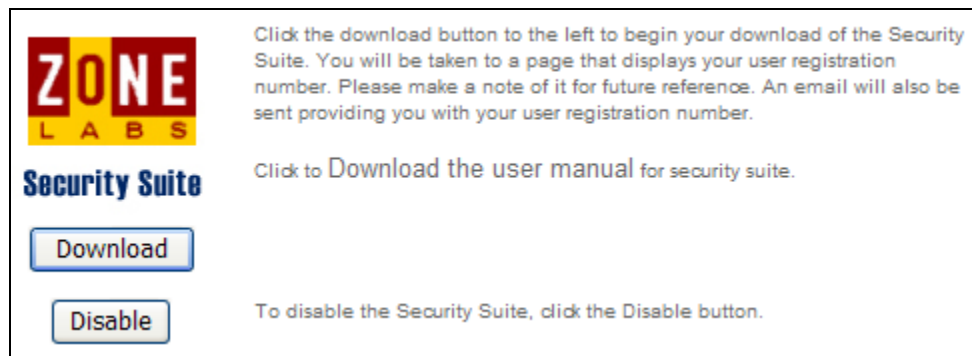 ZONE
LABS
Security Suite
Download
Disable
Click the download button to the left to begin your download of the Security
Suite. You will be taken to a page that displays your user registration
number. Please make a note of it for future reference. An email will also be
sent providing you with your user registration number.
Click to Download the user manual for security suite.
To disable the Security Suite, click the Disable button.